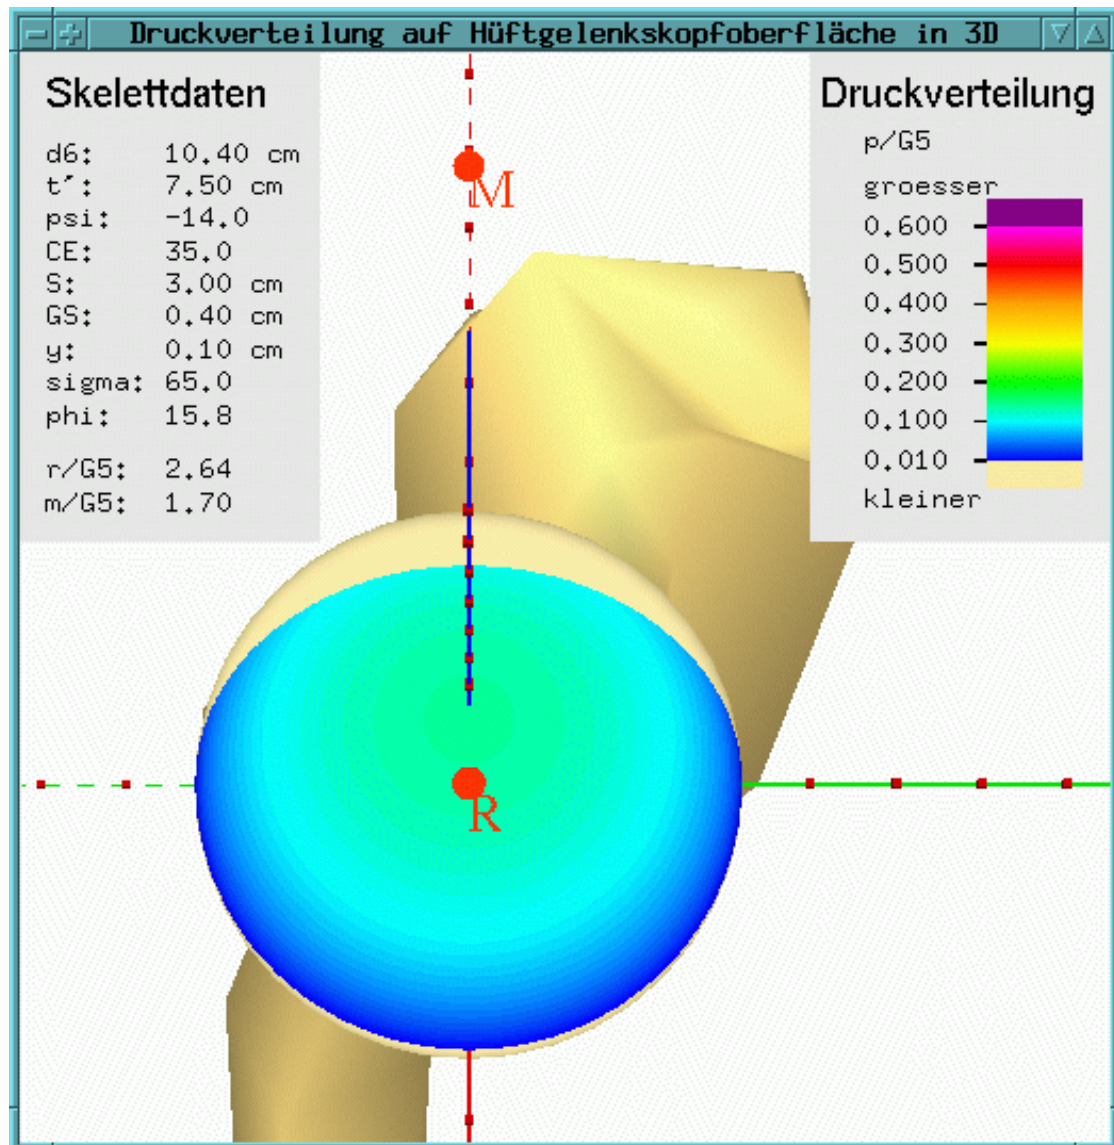 Druckverteilung auf Hüftgelenkskopfoberfläche in 3D
Skelettdaten
d6: 10.40 cm
t´: 7.50 cm
psi: -14.0
CE: 35.0
S: 3.00 cm
GS: 0.40 cm
y: 0.10 cm
sigma: 65.0
phi: 15.8
r/G5: 2.64
m/G5: 1.70
Druckverteilung
p/G5
groesser
0.600
0.500
0.400
0.300
0.200
0.100
0.010
kleiner
M
R